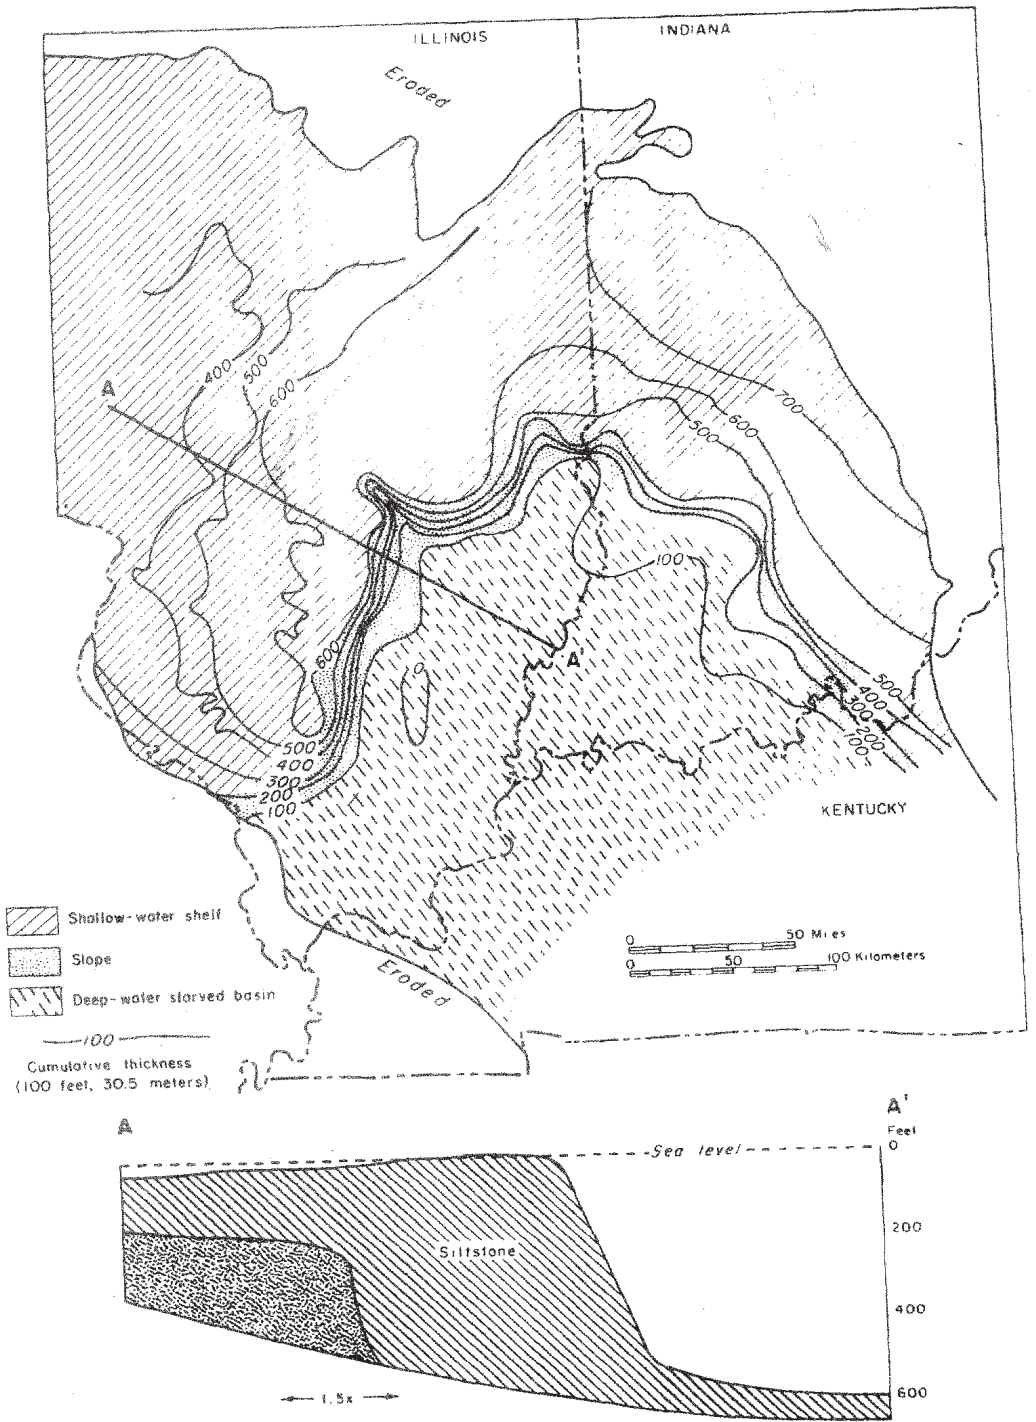 ILLINOIS
INDIANA
Eroded
A
400
500
600
700
600
500
100
A'
600
0
500
400
300
200
100
500
400
300
200
100
KENTUCKY
Shallow-water shelf
Slope
Deep-water starved basin
100
Cumulative thickness
(100 feet, 30.5 meters)
Eroded
0 50 Miles
0 50 100 Kilometers
A
A'
Feet
0
Sea level
200
Siltstone
400
600
1.5x